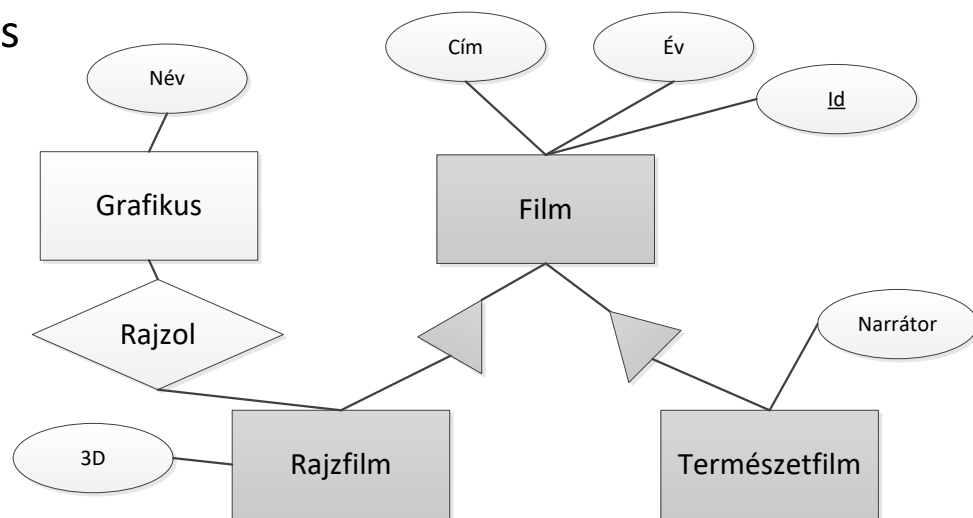 s
Név
Cím
Év
Id
Grafikus
Film
Rajzol
Narrátor
3D
Rajzfilm
Természetfilm